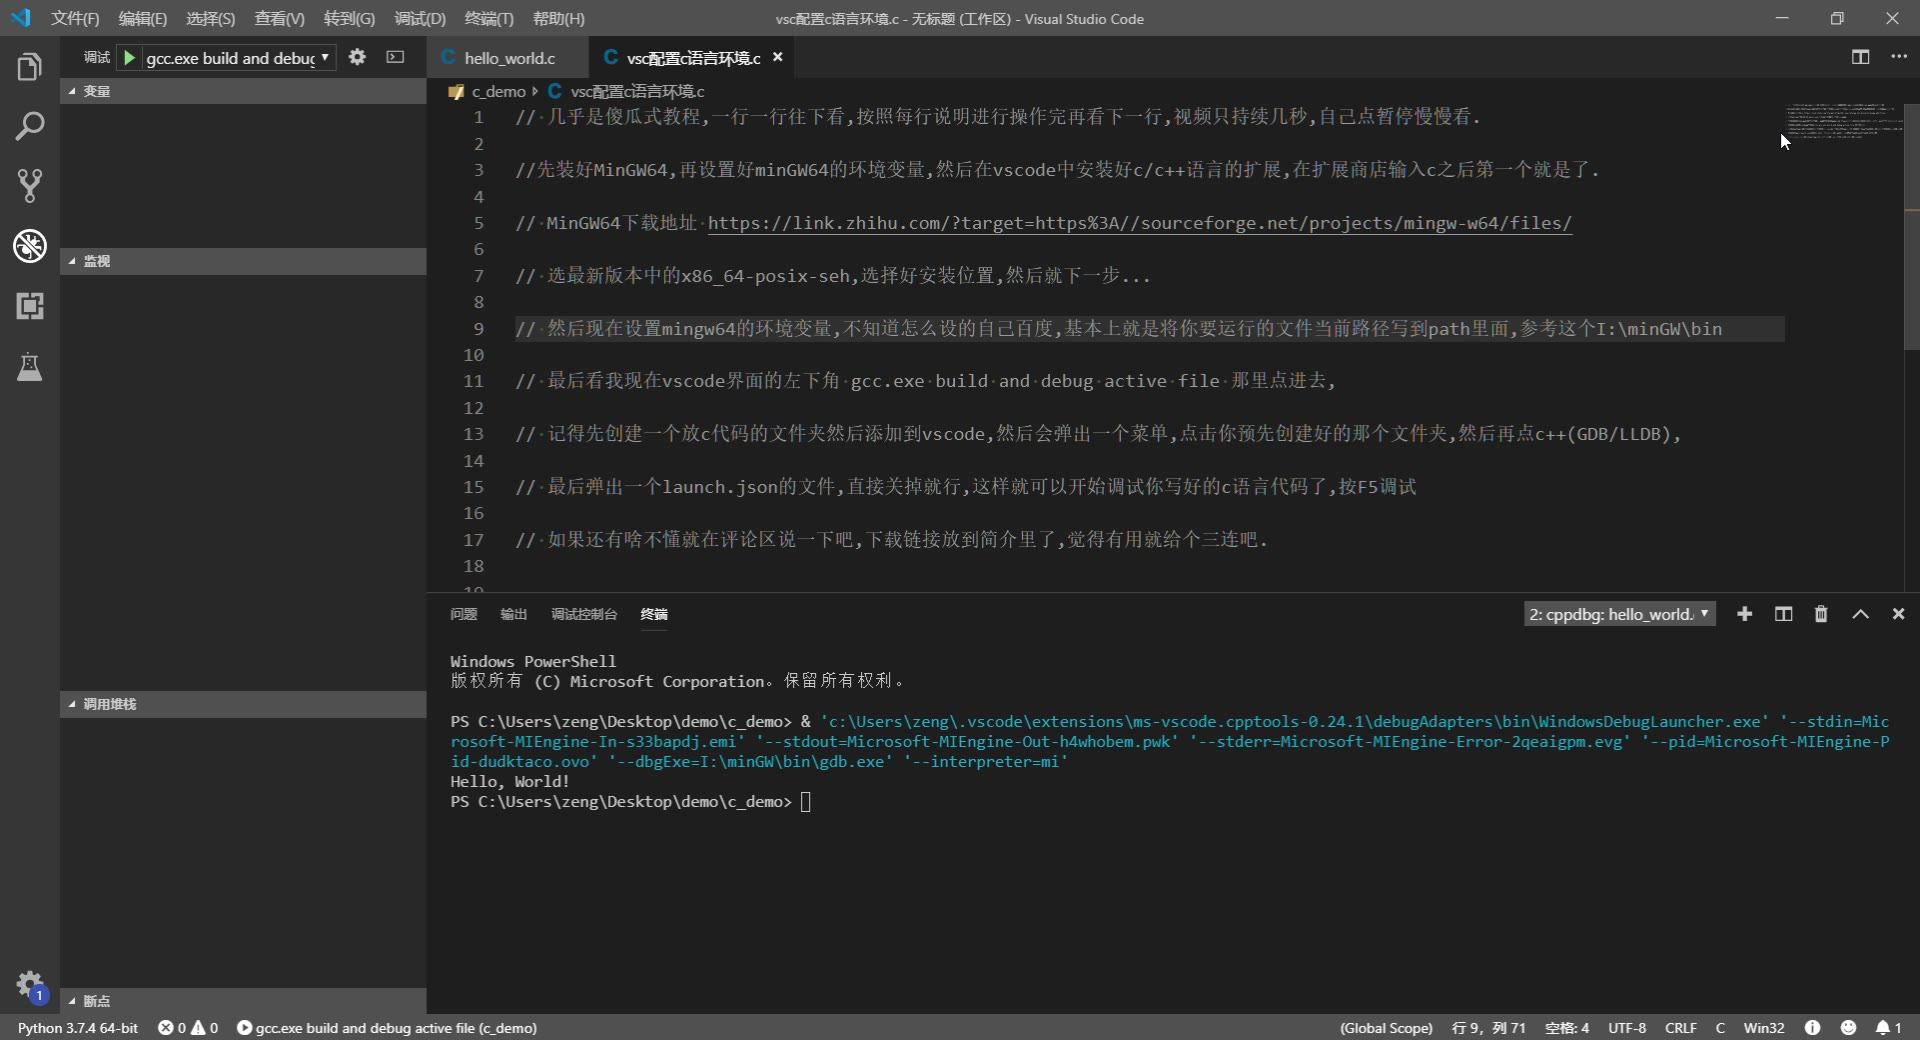 文件(F) 编辑(E) 选择(S) 查看(V) 转到(G) 调试(D) 终端(T) 帮助(H)
vsc配置c语言环境.c - 无标题 (工作区) - Visual Studio Code
调试 gcc.exe build and debug
hello_world.c
vsc配置c语言环境.c
变量
监视
调用堆栈
断点
1
c_demo vsc配置c语言环境.c
1 // 几乎是傻瓜式教程,一行一行往下看,按照每行说明进行操作完再看下一行,视频只持续几秒,自己点暂停慢慢看.
2
3 //先装好MinGW64,再设置好minGW64的环境变量,然后在vscode中安装好c/c++语言的扩展,在扩展商店输入c之后第一个就是了.
4
5 // MinGW64下载地址 https://link.zhihu.com/?target=https%3A//sourceforge.net/projects/mingw-w64/files/
6
7 // 选最新版本中的x86_64-posix-seh,选择好安装位置,然后就下一步...
8
9 // 然后现在设置mingw64的环境变量,不知道怎么设的自己百度,基本上就是将你要运行的文件当前路径写到path里面,参考这个I:\minGW\bin
10
11 // 最后看我现在vscode界面的左下角 gcc.exe build and debug active file 那里点进去,
12
13 // 记得先创建一个放c代码的文件夹然后添加到vscode,然后会弹出一个菜单,点击你预先创建好的那个文件夹,然后再点c++(GDB/LLDB),
14
15 // 最后弹出一个launch.json的文件,直接关掉就行,这样就可以开始调试你写好的c语言代码了,按F5调试
16
17 // 如果还有啥不懂就在评论区说一下吧,下载链接放到简介里了,觉得有用就给个三连吧.
18
19
问题 输出 调试控制台 终端
2: cppdbg: hello_world.
Windows PowerShell
版权所有 (C) Microsoft Corporation。保留所有权利。
PS C:\Users\zeng\Desktop\demo\c_demo> & 'c:\Users\zeng\.vscode\extensions\ms-vscode.cpptools-0.24.1\debugAdapters\bin\WindowsDebugLauncher.exe' '--stdin=Mic
rosoft-MIEngine-In-s33bapdj.emi' '--stdout=Microsoft-MIEngine-Out-h4whobem.pwk' '--stderr=Microsoft-MIEngine-Error-2qeaigpm.evg' '--pid=Microsoft-MIEngine-P
id-dudktaco.ovo' '--dbgExe=I:\minGW\bin\gdb.exe' '--interpreter=mi'
Hello, World!
PS C:\Users\zeng\Desktop\demo\c_demo>
Python 3.7.4 64-bit 0 0 gcc.exe build and debug active file (c_demo)
(Global Scope) 行 9，列 71 空格: 4 UTF-8 CRLF C Win32 1